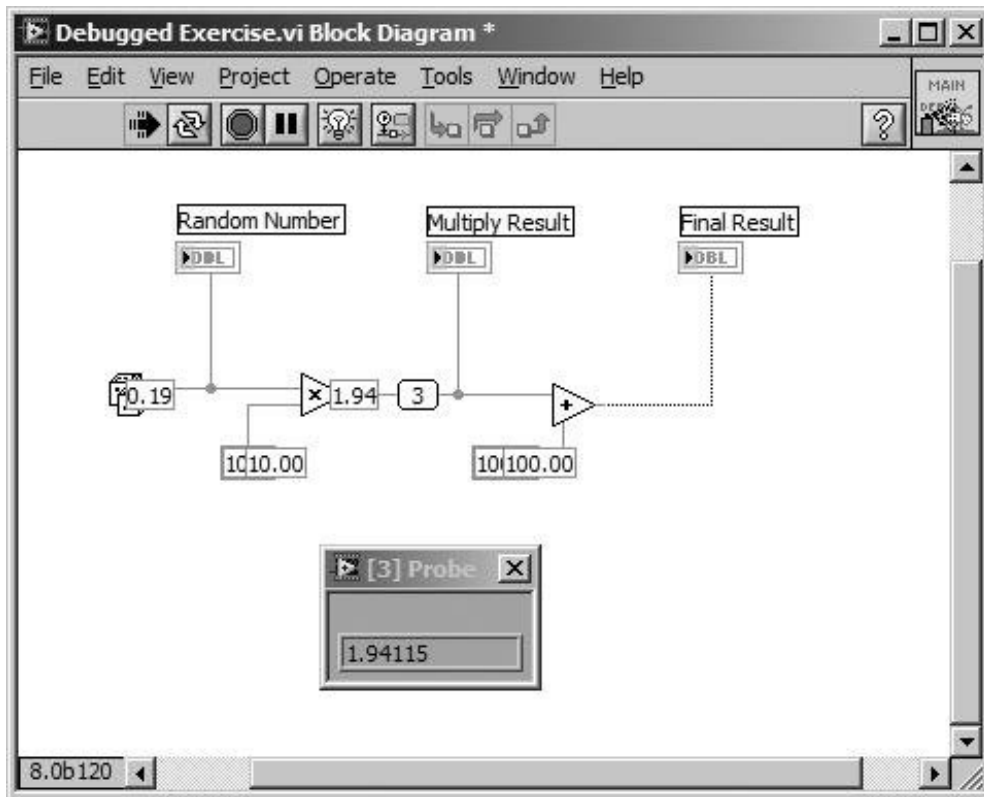 Debugged Exercise.vi Block Diagram *
File Edit View Project Operate Tools Window Help
MAIN
Random Number Multiply Result Final Result
DBL DBL DBL
0.19 × 1.94 3 +
10 10.00 10 100.00
[3] Probe
1.94115
8.0b120